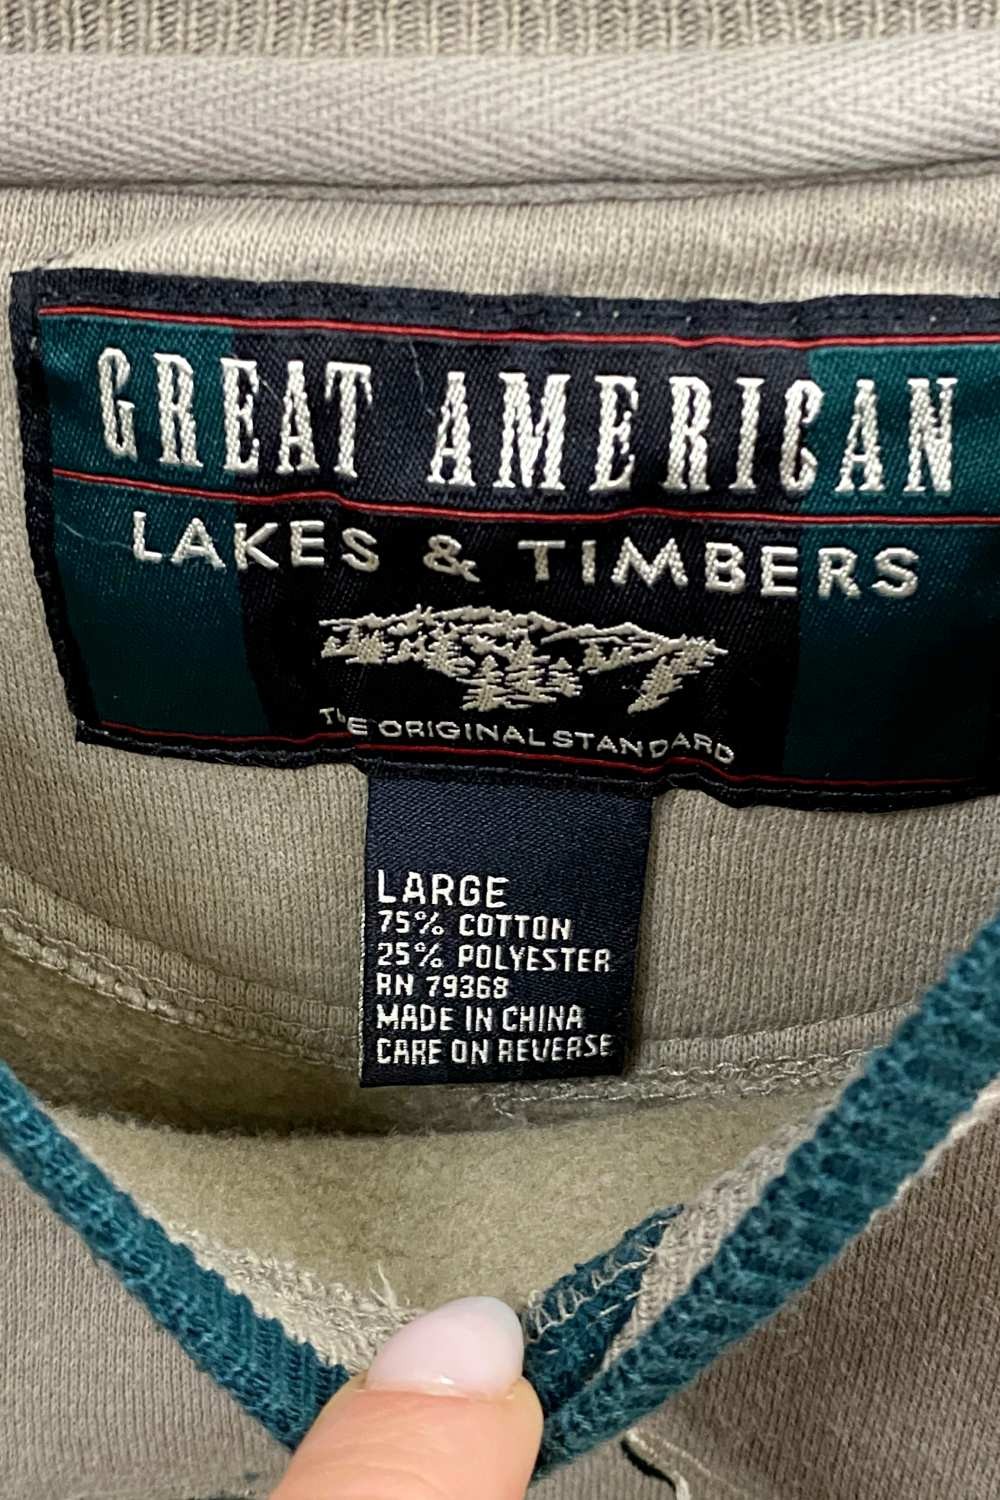 GREAT AMERICAN
LAKES & TIMBERS
THE ORIGINAL STANDARD
LARGE
75% COTTON
25% POLYESTER
RN 79368
MADE IN CHINA
CARE ON REVERSE